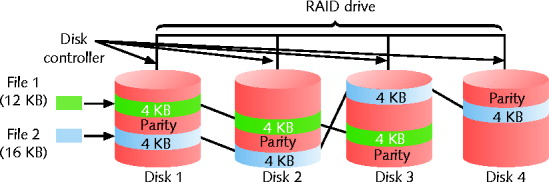 RAID drive
Disk
controller
File 1
(12 KB)
File 2
(16 KB)
4 KB
Parity
4 KB
Disk 1
4 KB
Parity
4 KB
Disk 2
4 KB
4 KB
Parity
Disk 3
Parity
4 KB
Disk 4